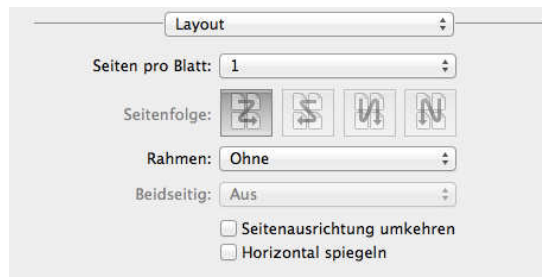 Layout
Seiten pro Blatt: 1
Seitenfolge:
Rahmen: Ohne
Beidseitig: Aus
Seitenausrichtung umkehren
Horizontal spiegeln